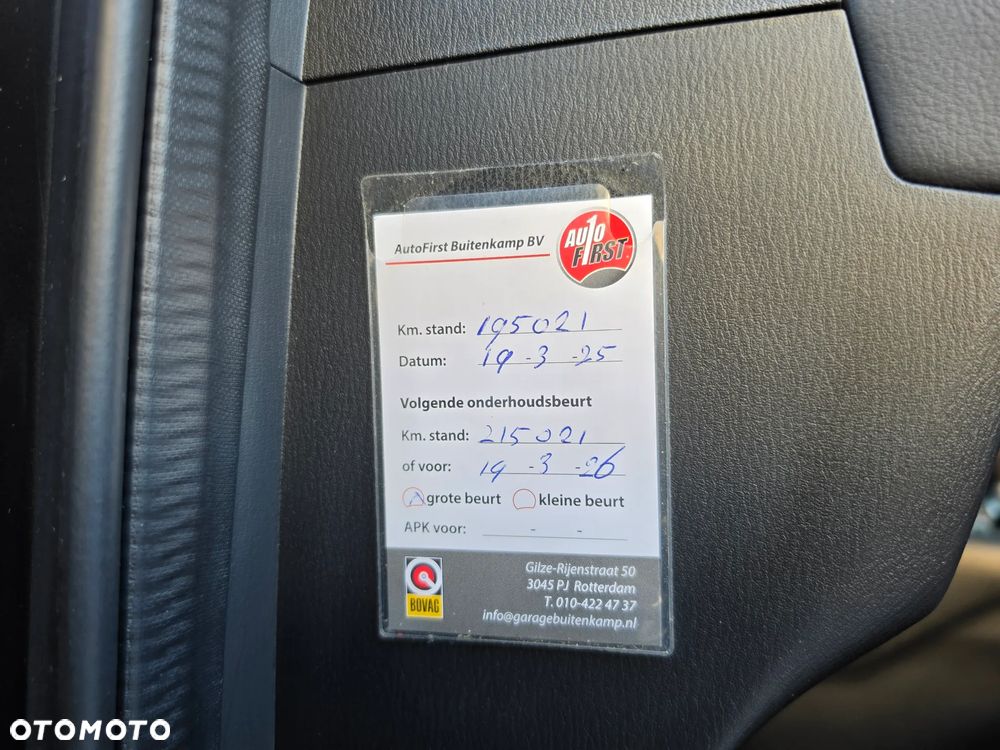 AutoFirst Buitenkamp BV
AUTO
FIRST
Km. stand: 195021
Datum: 19-3-25
Volgende onderhoudsbeurt
Km. stand: 215021
of voor: 19-3-26
grote beurt kleine beurt
APK voor: - -
BOVAG
Gilze-Rijenstraat 50
3045 PJ Rotterdam
T. 010-422 47 37
info@garagebuitenkamp.nl
OTOMOTO